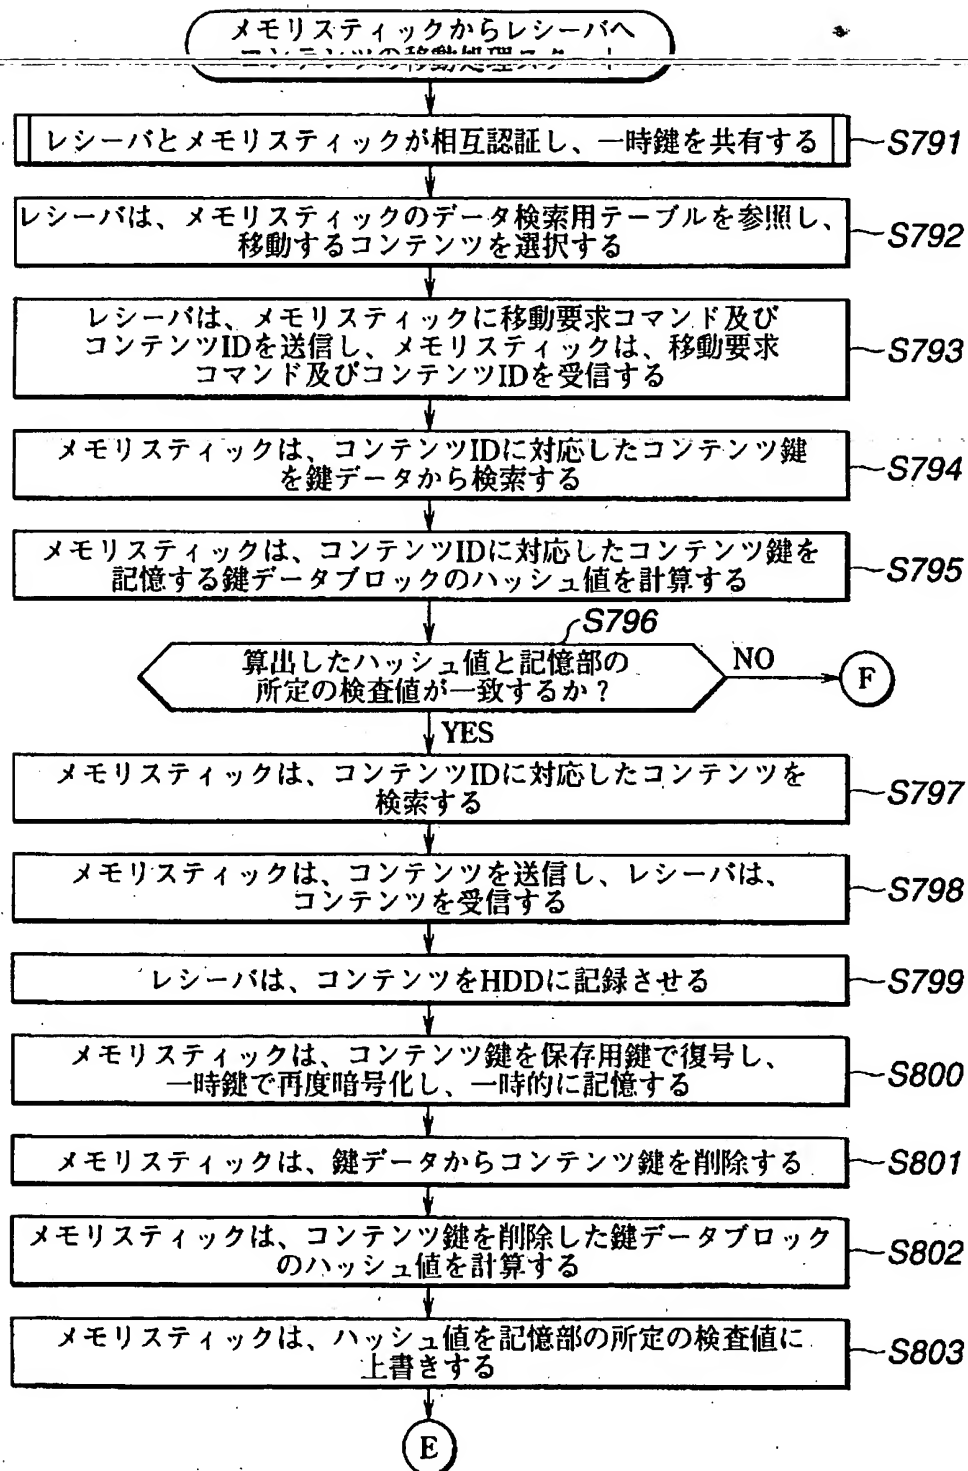 メモリスティックからレシーバへ
コンテンツの移動処理スタート
レシーバとメモリスティックが相互認証し、一時鍵を共有する
S791
レシーバは、メモリスティックのデータ検索用テーブルを参照し、
移動するコンテンツを選択する
S792
レシーバは、メモリスティックに移動要求コマンド及び
コンテンツIDを送信し、メモリスティックは、移動要求
コマンド及びコンテンツIDを受信する
S793
メモリスティックは、コンテンツIDに対応したコンテンツ鍵
を鍵データから検索する
S794
メモリスティックは、コンテンツIDに対応したコンテンツ鍵を
記憶する鍵データブロックのハッシュ値を計算する
S795
S796
算出したハッシュ値と記憶部の
所定の検査値が一致するか?
NO
F
YES
メモリスティックは、コンテンツIDに対応したコンテンツを
検索する
S797
メモリスティックは、コンテンツを送信し、レシーバは、
コンテンツを受信する
S798
レシーバは、コンテンツをHDDに記録させる
S799
メモリスティックは、コンテンツ鍵を保存用鍵で復号し、
一時鍵で再度暗号化し、一時的に記憶する
S800
メモリスティックは、鍵データからコンテンツ鍵を削除する
S801
メモリスティックは、コンテンツ鍵を削除した鍵データブロック
のハッシュ値を計算する
S802
メモリスティックは、ハッシュ値を記憶部の所定の検査値に
上書きする
S803
E